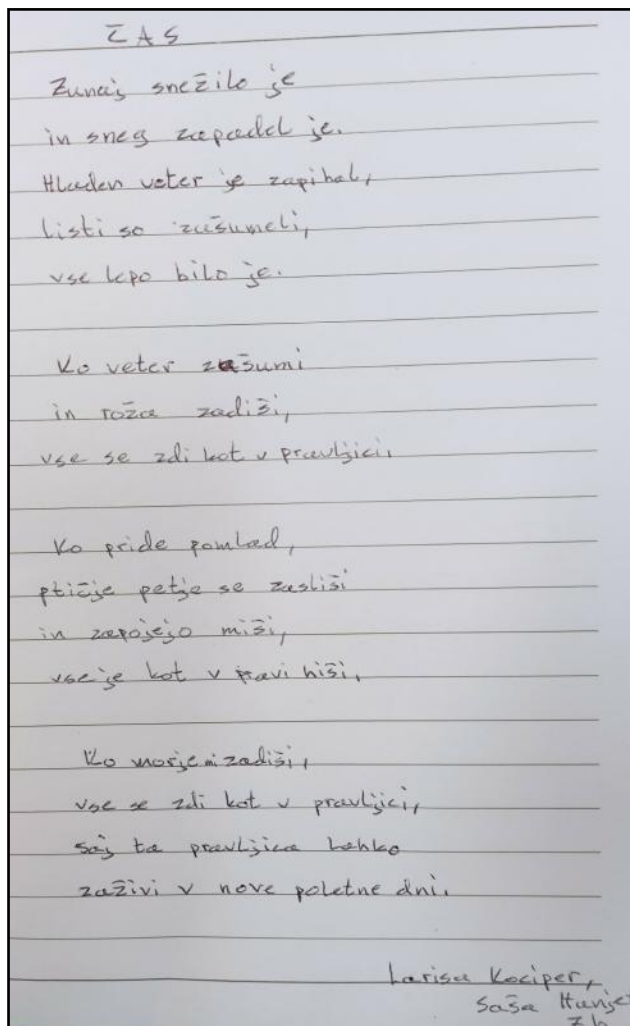 ČAS
Zunaj snežilo je
in sneg zapadel je.
Hladen veter je zapihal,
listi so zašumeli,
vse lepo bilo je.
Ko veter zašumi
in roža zadiši,
vse se zdi kot v pravljici.
Ko pride pomlad,
ptičje petje se zasliši
in zapojejo miši,
vse je kot v pravi hiši.
Ko morje zadiši,
vse se zdi kot v pravljici,
saj ta pravljica lahko
zaživi v nove poletne dni.
Larisa Kociper,
Saša
7.b